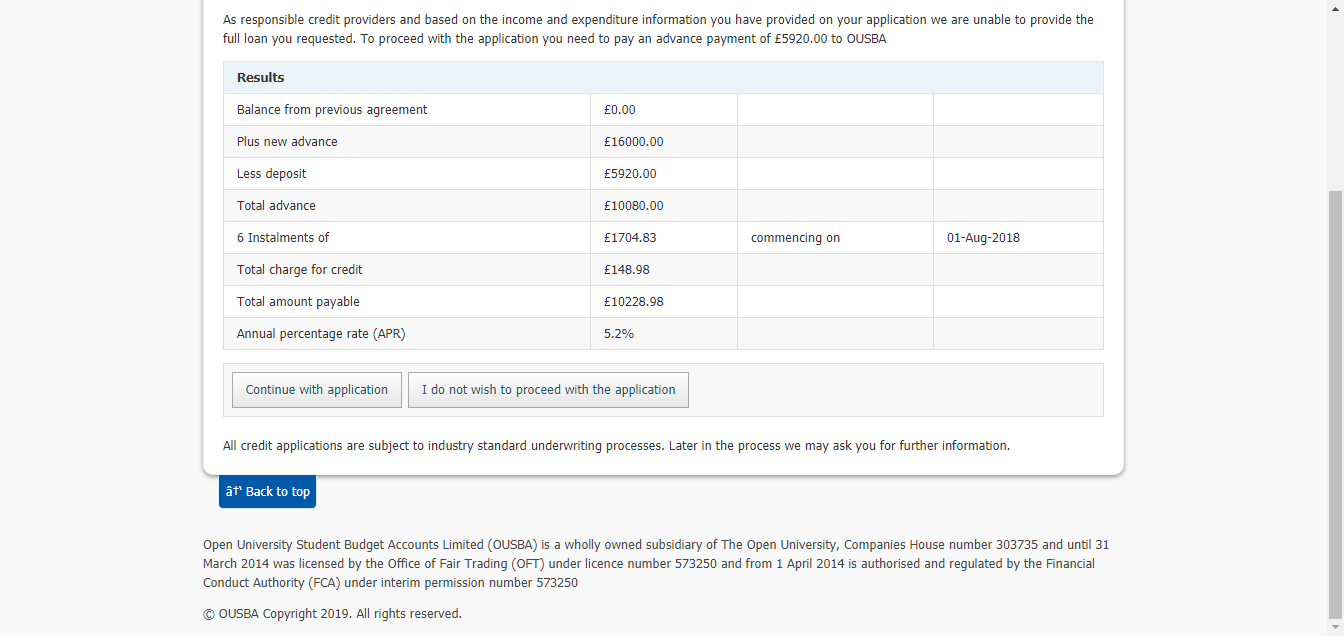 As responsible credit providers and based on the income and expenditure information you have provided on your application we are unable to provide the
full loan you requested. To proceed with the application you need to pay an advance payment of £5920.00 to OUSBA
Results
Balance from previous agreement £0.00
Plus new advance £16000.00
Less deposit £5920.00
Total advance £10080.00
6 Instalments of £1704.83 commencing on 01-Aug-2018
Total charge for credit £148.98
Total amount payable £10228.98
Annual percentage rate (APR) 5.2%
Continue with application I do not wish to proceed with the application
All credit applications are subject to industry standard underwriting processes. Later in the process we may ask you for further information.
â†‘ Back to top
Open University Student Budget Accounts Limited (OUSBA) is a wholly owned subsidiary of The Open University, Companies House number 303735 and until 31
March 2014 was licensed by the Office of Fair Trading (OFT) under licence number 573250 and from 1 April 2014 is authorised and regulated by the Financial
Conduct Authority (FCA) under interim permission number 573250
© OUSBA Copyright 2019. All rights reserved.